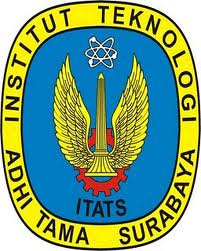 INSTITUT TEKNOLOGI
ADHI TAMA SURABAYA
ITATS